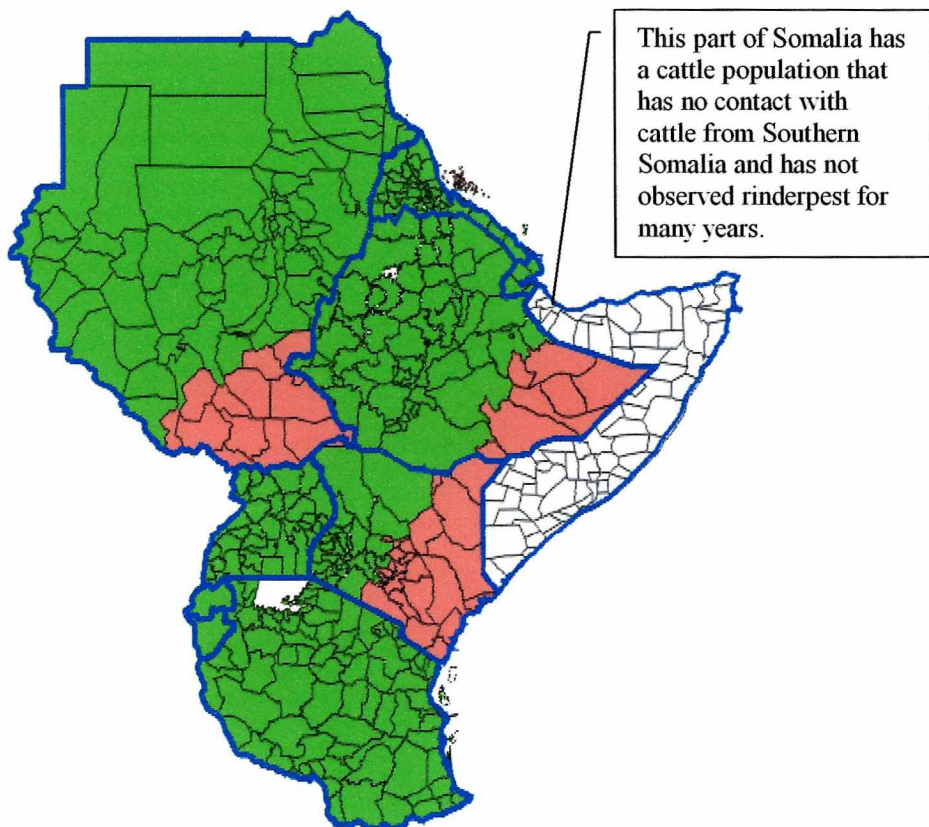 This part of Somalia has
a cattle population that
has no contact with
cattle from Southern
Somalia and has not
observed rinderpest for
many years.